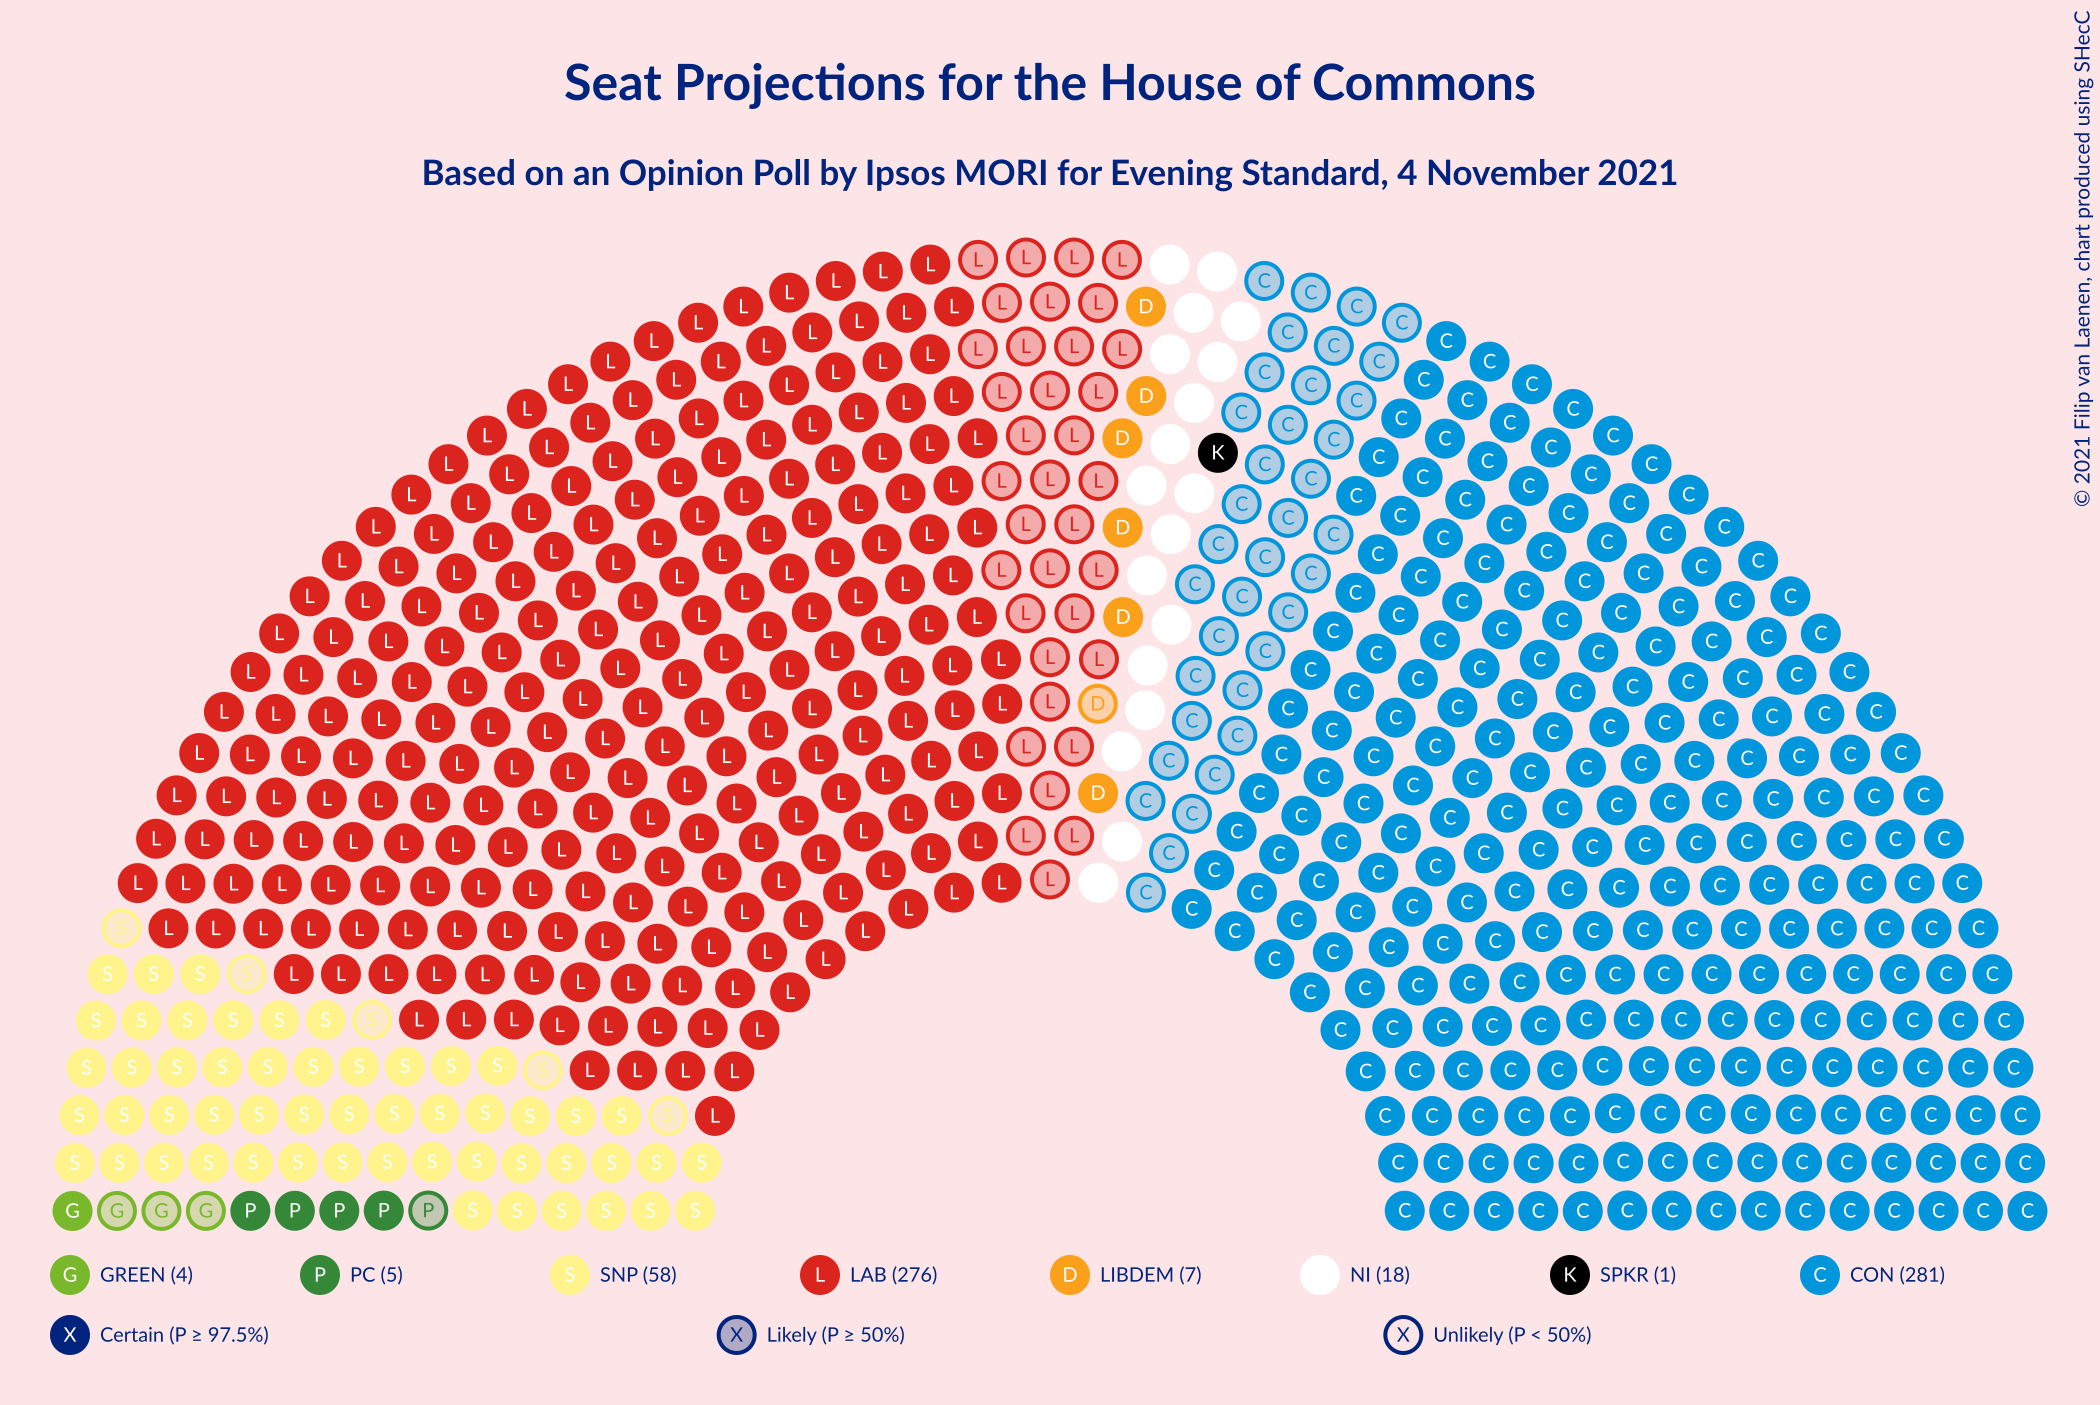 Seat Projections for the House of Commons
Based on an Opinion Poll by Ipsos MORI for Evening Standard, 4 November 2021
© 2021 Filip van Laenen, chart produced using SHecC
G GREEN (4) P PC (5) S SNP (58) L LAB (276) D LIBDEM (7) NI (18) K SPKR (1) C CON (281)
X Certain (P ≥ 97.5%) X Likely (P ≥ 50%) X Unlikely (P < 50%)